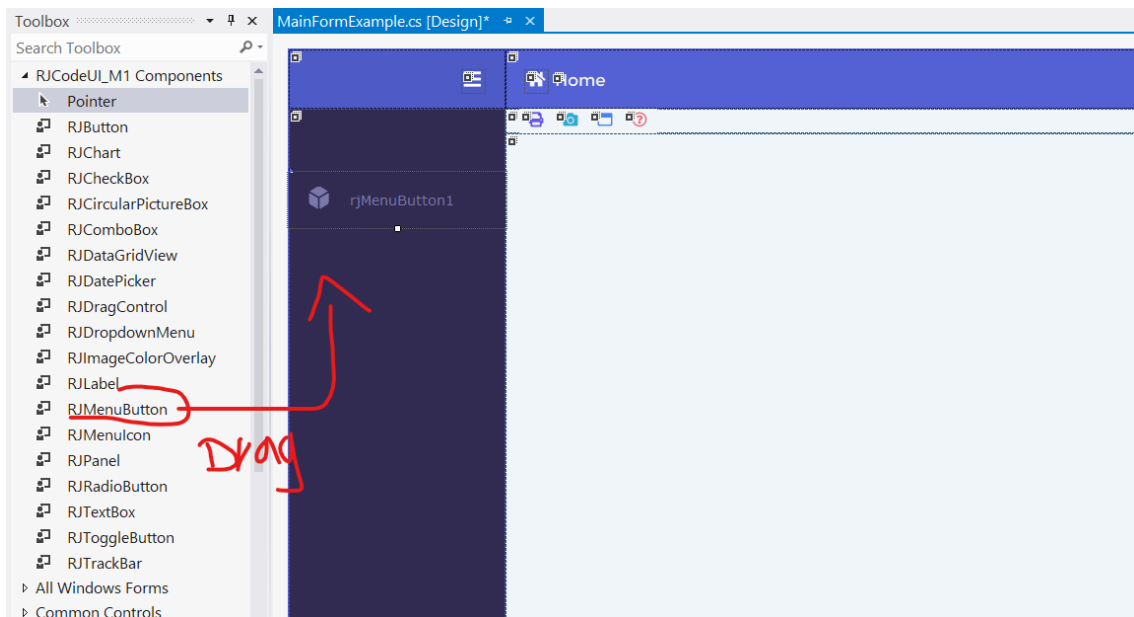 Toolbox
MainFormExample.cs [Design]*
Search Toolbox
RJCodeUI_M1 Components
Pointer
RJButton
RJChart
RJCheckBox
RJCircularPictureBox
RJComboBox
RJDataGridView
RJDatePicker
RJDragControl
RJDropdownMenu
RJImageColorOverlay
RJLabel
RJMenuButton
RJMenuIcon
RJPanel
RJRadioButton
RJTextBox
RJToggleButton
RJTrackBar
All Windows Forms
Common Controls
Home
rjMenuButton1
Drag